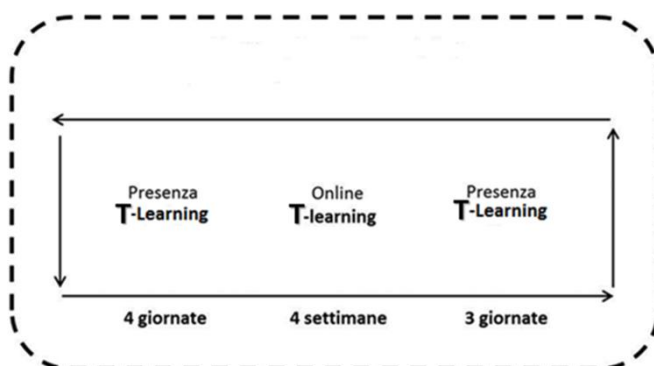 Presenza Online Presenza
T-Learning T-learning T-Learning
4 giornate 4 settimane 3 giornate